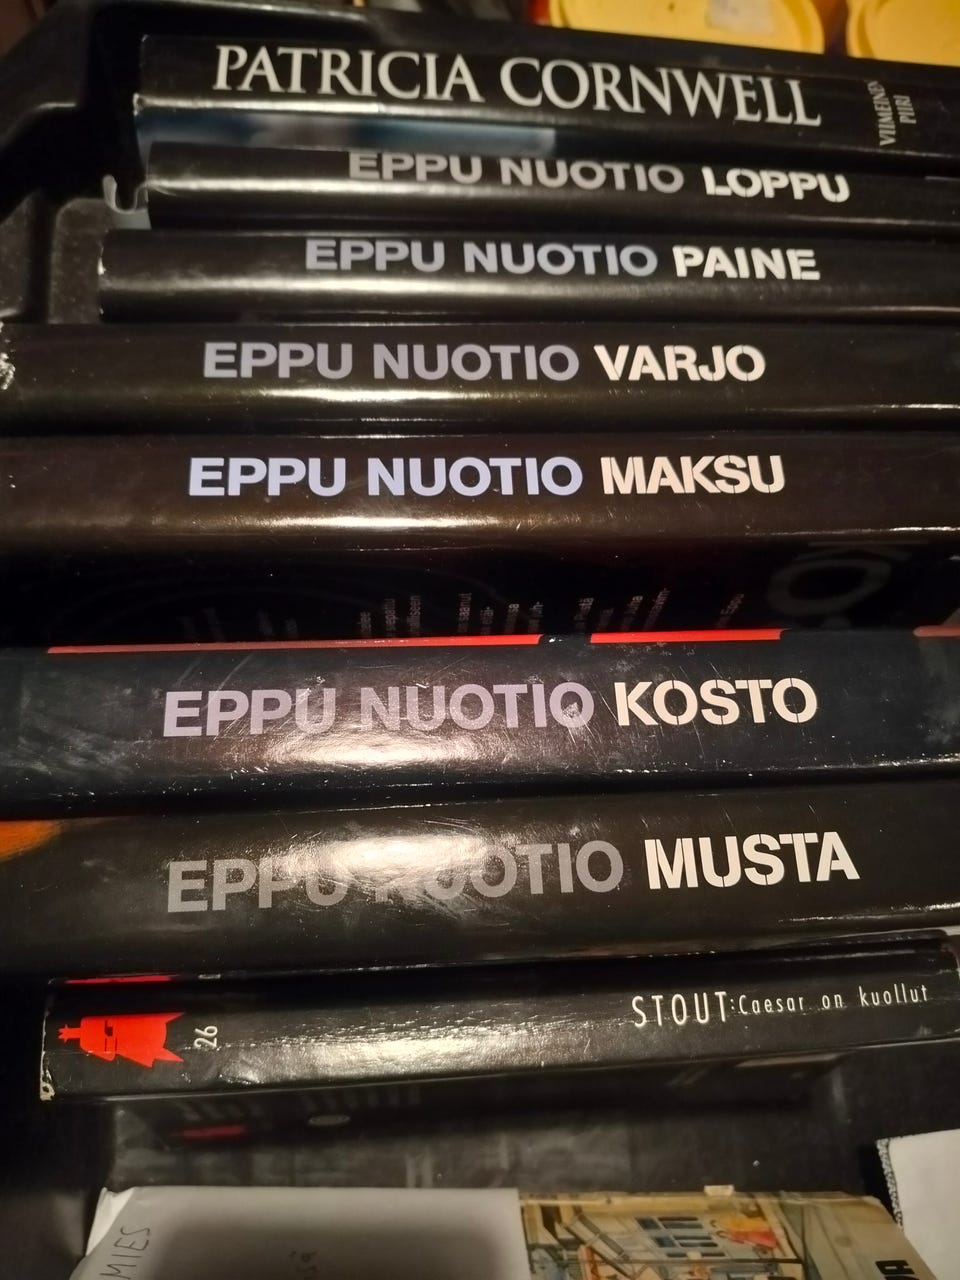 PATRICIA CORNWELL
VIIMEINEN
PIIRI
EPPU NUOTIO LOPPU
EPPU NUOTIO PAINE
EPPU NUOTIO VARJO
EPPU NUOTIO MAKSU
EPPU NUOTIO KOSTO
EPPU NUOTIO MUSTA
26
STOUT: Caesar on kuollut
MIES